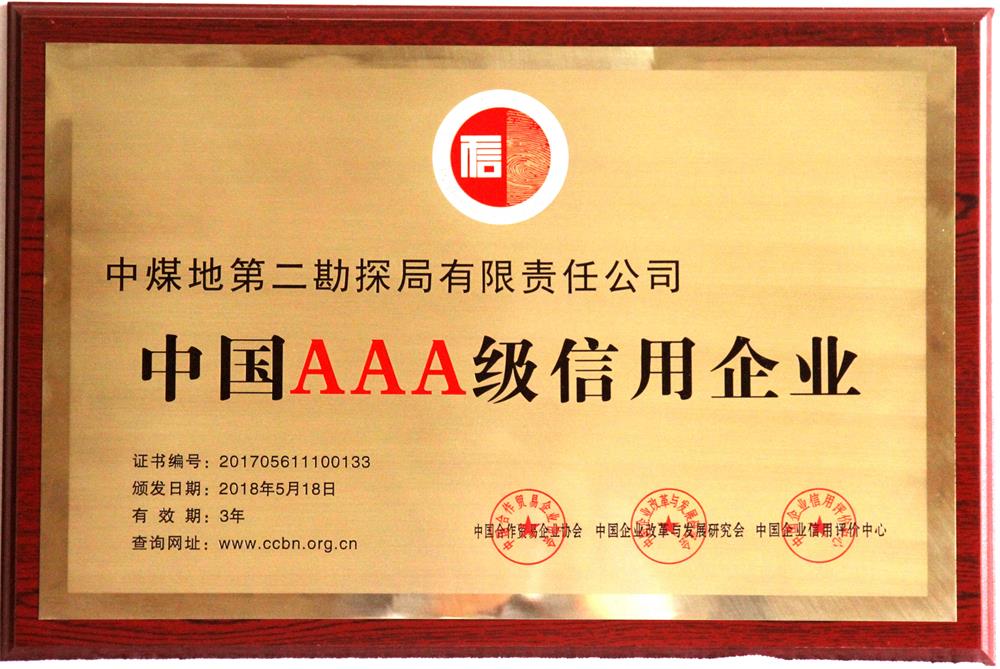 信
中煤地第二勘探局有限责任公司
中国AAA级信用企业
证书编号：201705611100133
颁发日期：2018年5月18日
有 效 期：3年
查询网址：www.ccbn.org.cn
中国合作贸易企业协会 中国企业改革与发展研究会 中国企业信用评价中心